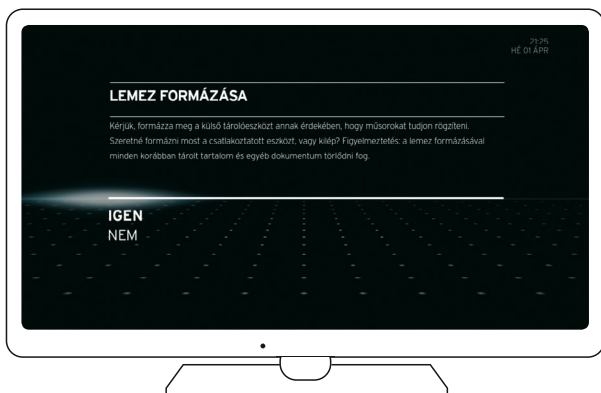 21:25
HÉ 01 ÁPR
LEMEZ FORMÁZÁSA
Kérjük, formázza meg a külső tárolóeszközt annak érdekében, hogy műsorokat tudjon rögzíteni.
Szeretné formázni most a csatlakoztatott eszközt, vagy kilép? Figyelmeztetés: a lemez formázásával
minden korábban tárolt tartalom és egyéb dokumentum törlődni fog.
IGEN
NEM